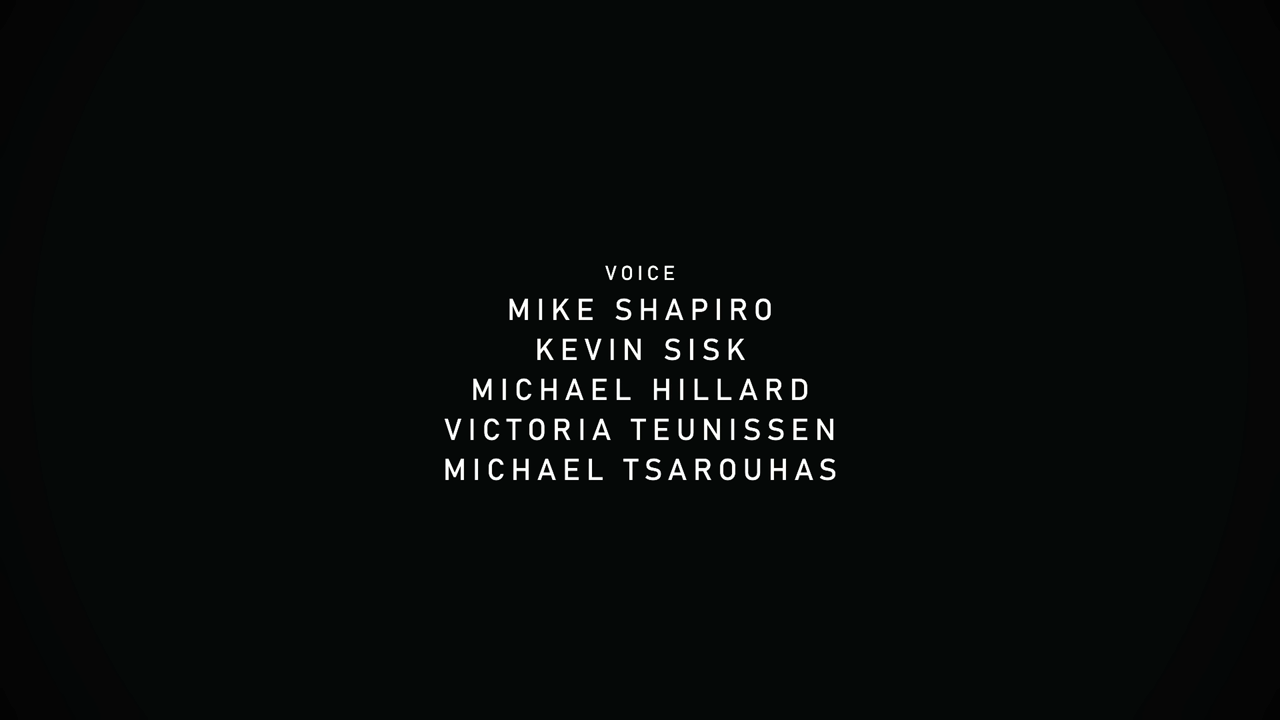 VOICE
MIKE SHAPIRO
KEVIN SISK
MICHAEL HILLARD
VICTORIA TEUNISSEN
MICHAEL TSAROUHAS